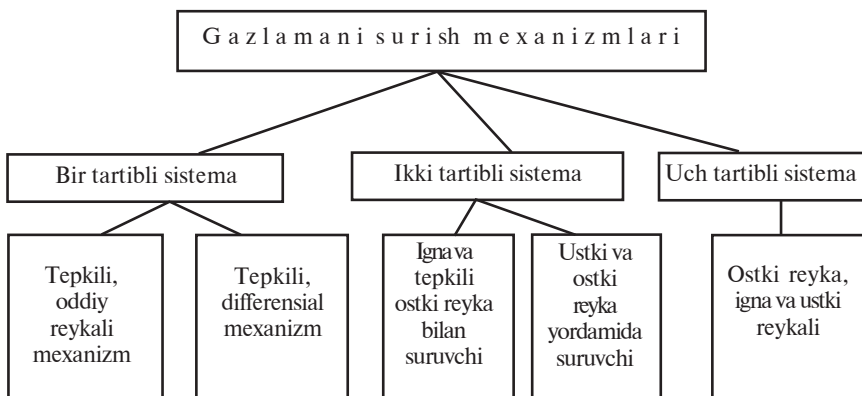 Gazlamani surish mexanizmlari
Bir tartibli sistema
Ikki tartibli sistema
Uch tartibli sistema
Tepkili,
oddiy
reykali
mexanizm
Tepkili,
differensial
mexanizm
Igna va
tepkili
ostki reyka
bilan
suruvchi
Ustki va
ostki
reyka
yordamida
suruvchi
Ostki reyka,
igna va ustki
reykali